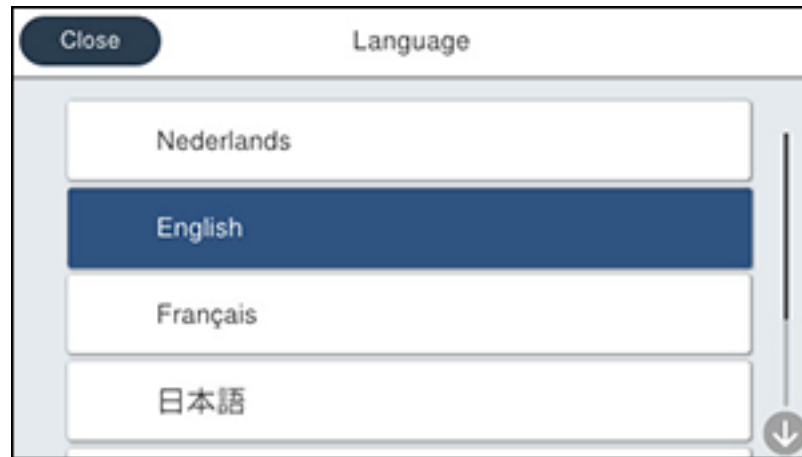 Close
Language
Nederlands
English
Français
日本語